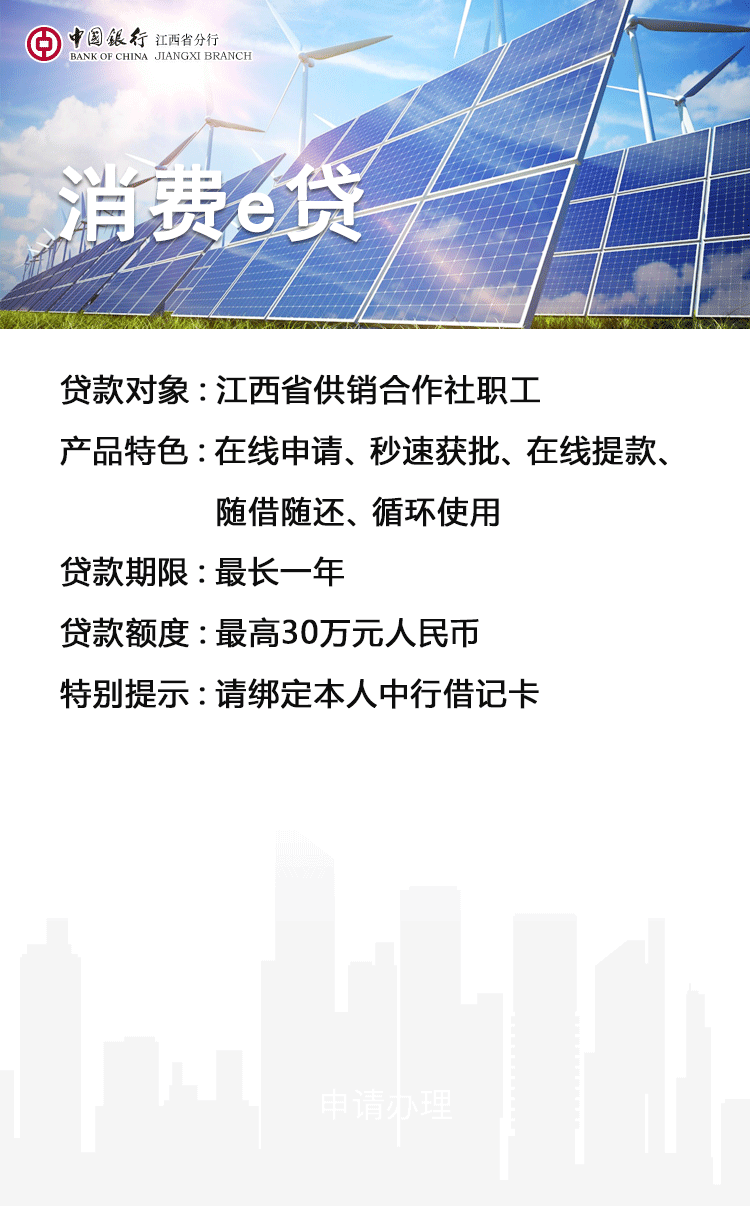 中國銀行 江西省分行
BANK OF CHINA JIANGXI BRANCH
消费e贷
贷款对象：江西省供销合作社职工
产品特色：在线申请、秒速获批、在线提款、
随借随还、循环使用
贷款期限：最长一年
贷款额度：最高30万元人民币
特别提示：请绑定本人中行借记卡
申请办理